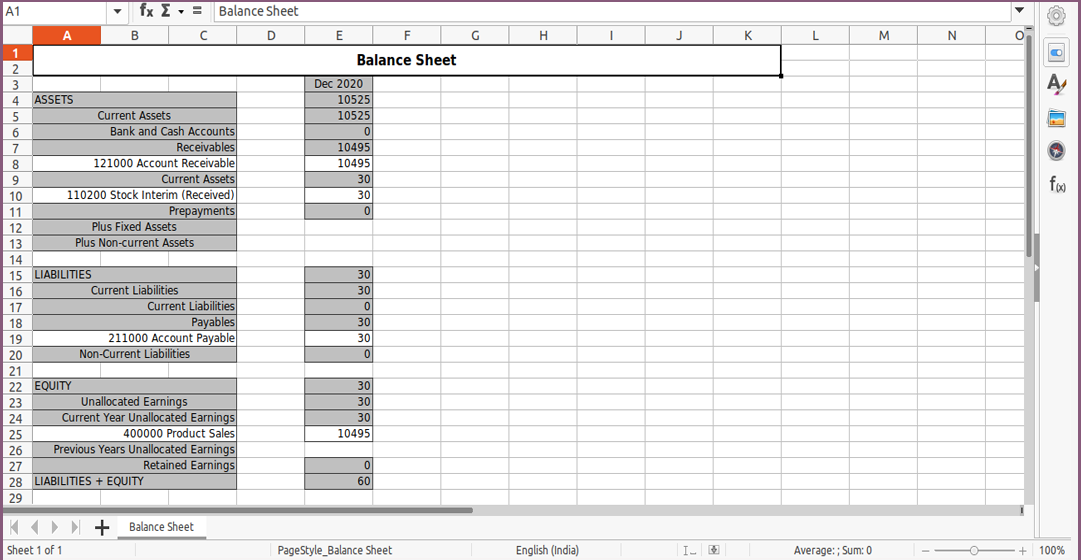 A1 fx Σ = Balance Sheet
A B C D E F G H I J K L M N O
1 Balance Sheet
2
3 Dec 2020
4 ASSETS 10525
5 Current Assets 10525
6 Bank and Cash Accounts 0
7 Receivables 10495
8 121000 Account Receivable 10495
9 Current Assets 30
10 110200 Stock Interim (Received) 30
11 Prepayments 0
12 Plus Fixed Assets
13 Plus Non-current Assets
14
15 LIABILITIES 30
16 Current Liabilities 30
17 Current Liabilities 0
18 Payables 30
19 211000 Account Payable 30
20 Non-Current Liabilities 0
21
22 EQUITY 30
23 Unallocated Earnings 30
24 Current Year Unallocated Earnings 30
25 400000 Product Sales 10495
26 Previous Years Unallocated Earnings
27 Retained Earnings 0
28 LIABILITIES + EQUITY 60
29
Balance Sheet
Sheet 1 of 1 PageStyle_Balance Sheet English (India) Average: ; Sum: 0 100%